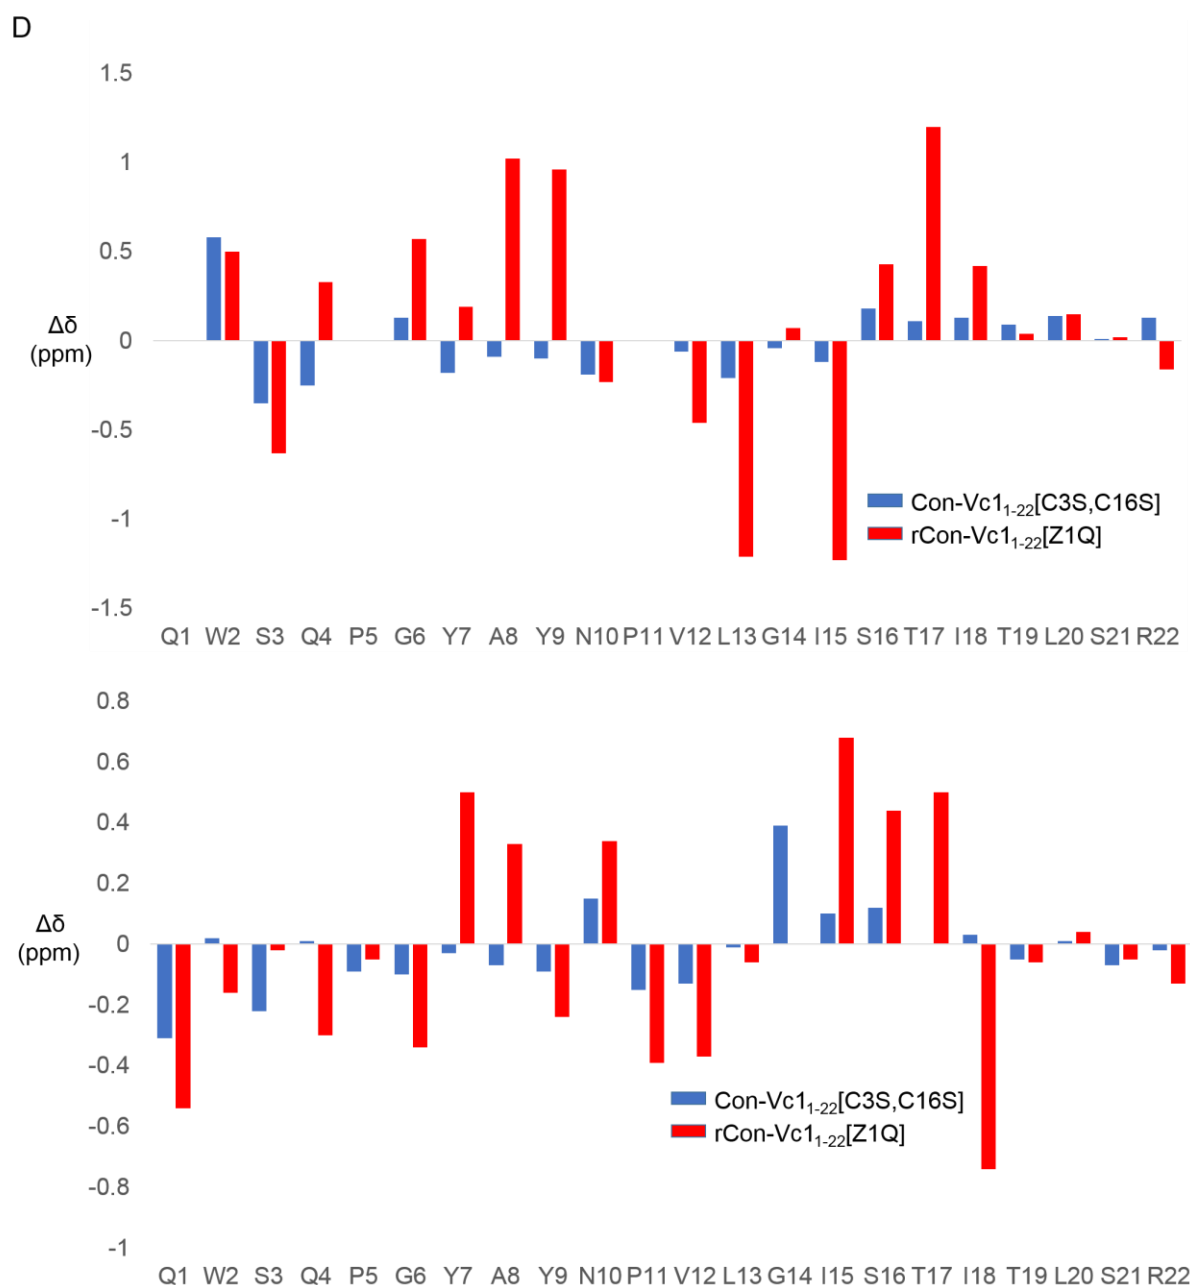 D
1.5
1
0.5
0
-0.5
-1
-1.5
Δδ
(ppm)
Con-Vc1₁₋₂₂[C3S,C16S]
rCon-Vc1₁₋₂₂[Z1Q]
Q1 W2 S3 Q4 P5 G6 Y7 A8 Y9 N10 P11 V12 L13 G14 I15 S16 T17 I18 T19 L20 S21 R22
0.8
0.6
0.4
0.2
0
-0.2
-0.4
-0.6
-0.8
-1
Δδ
(ppm)
Con-Vc1₁₋₂₂[C3S,C16S]
rCon-Vc1₁₋₂₂[Z1Q]
Q1 W2 S3 Q4 P5 G6 Y7 A8 Y9 N10 P11 V12 L13 G14 I15 S16 T17 I18 T19 L20 S21 R22